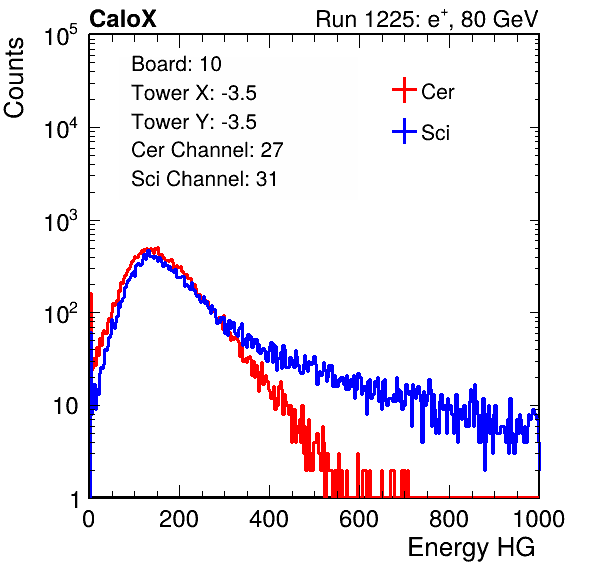 CaloX Run 1225: e+, 80 GeV
Counts
Board: 10
Tower X: -3.5
Tower Y: -3.5
Cer Channel: 27
Sci Channel: 31
Cer
Sci
10^5
10^4
10^3
10^2
10
1
0 200 400 600 800 1000
Energy HG